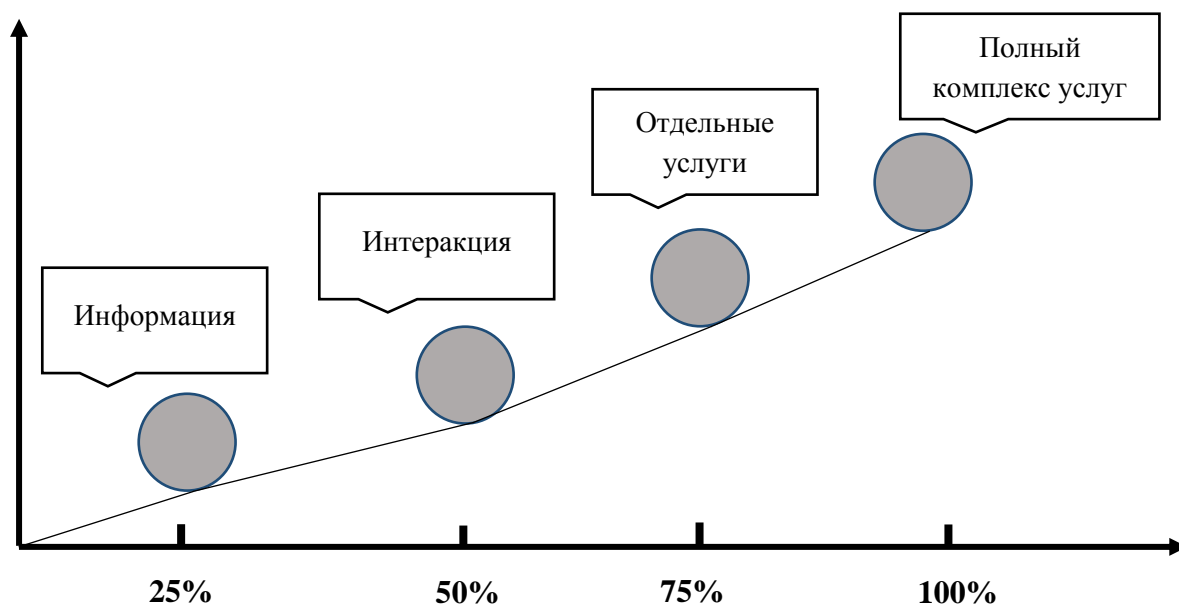 Полный
комплекс услуг
Отдельные
услуги
Интеракция
Информация
25%
50%
75%
100%